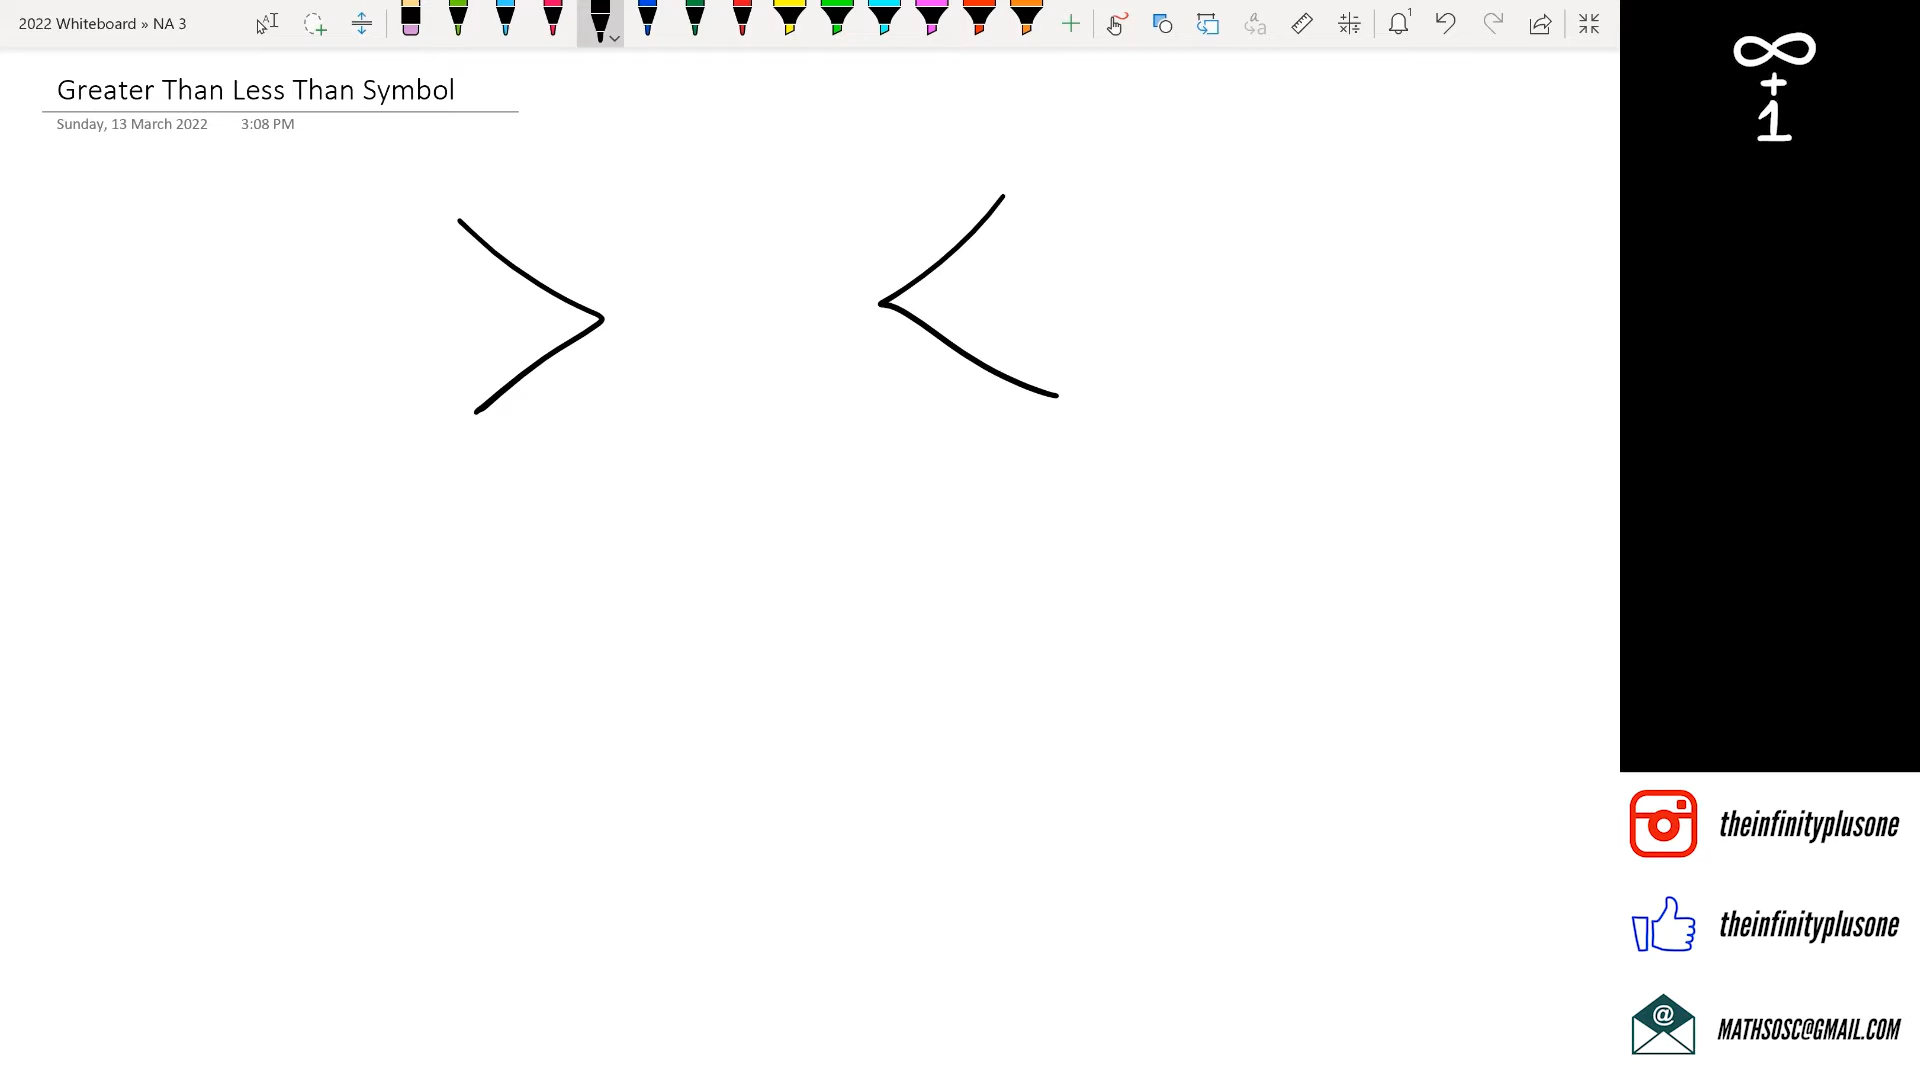 2022 Whiteboard » NA 3
Greater Than Less Than Symbol
Sunday, 13 March 2022 3:08 PM
> <
∞
+
1
theinfinityplusone
theinfinityplusone
MATHSOSC@GMAIL.COM